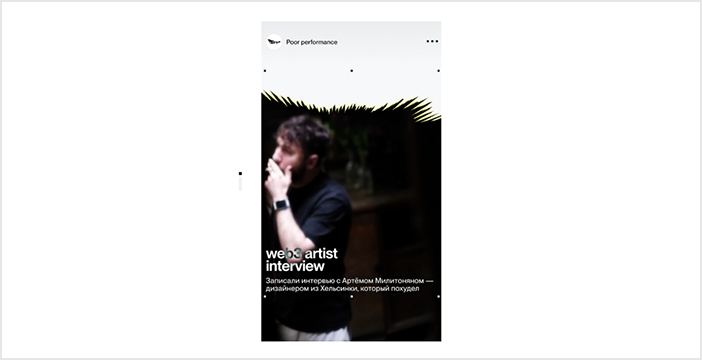 Poor performance
web3 artist
interview
Записали интервью с Артёмом Милитоняном —
дизайнером из Хельсинки, который похудел